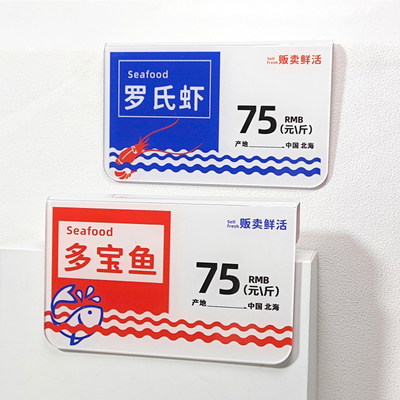 Seafood
罗氏虾
Self Fresh 贩卖鲜活
75 RMB (元\斤)
产地 中国 北海
Seafood
多宝鱼
Self Fresh 贩卖鲜活
75 RMB (元\斤)
产地 中国 北海